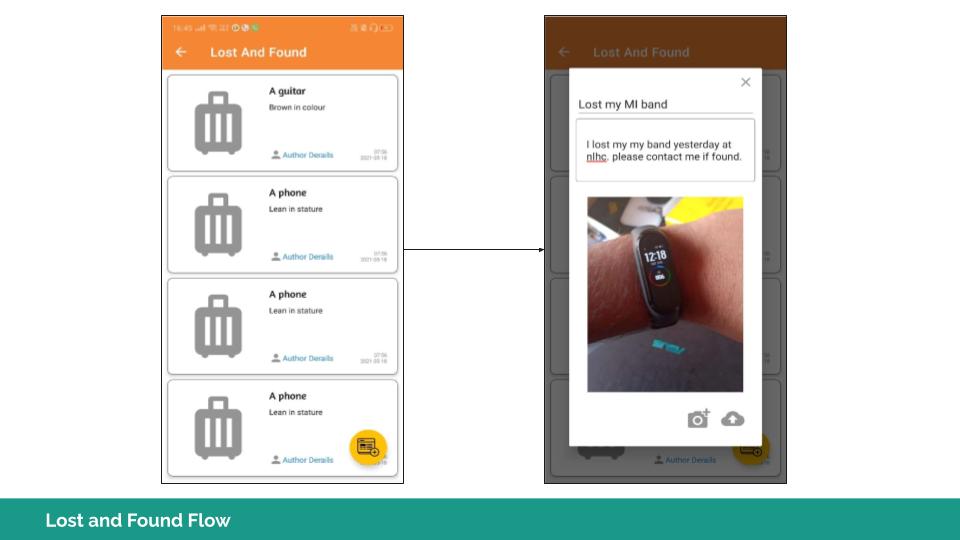 16:45
Lost And Found
A guitar
Brown in colour
Author Derails
07:56
2021-03-18
A phone
Lean in stature
Author Derails
07:56
2021-03-18
A phone
Lean in stature
Author Derails
07:56
2021-03-18
A phone
Lean in stature
Author Derails
Lost And Found
Lost my MI band
I lost my my band yesterday at
nlhc. please contact me if found.
12:18
Author Derails
Lost and Found Flow